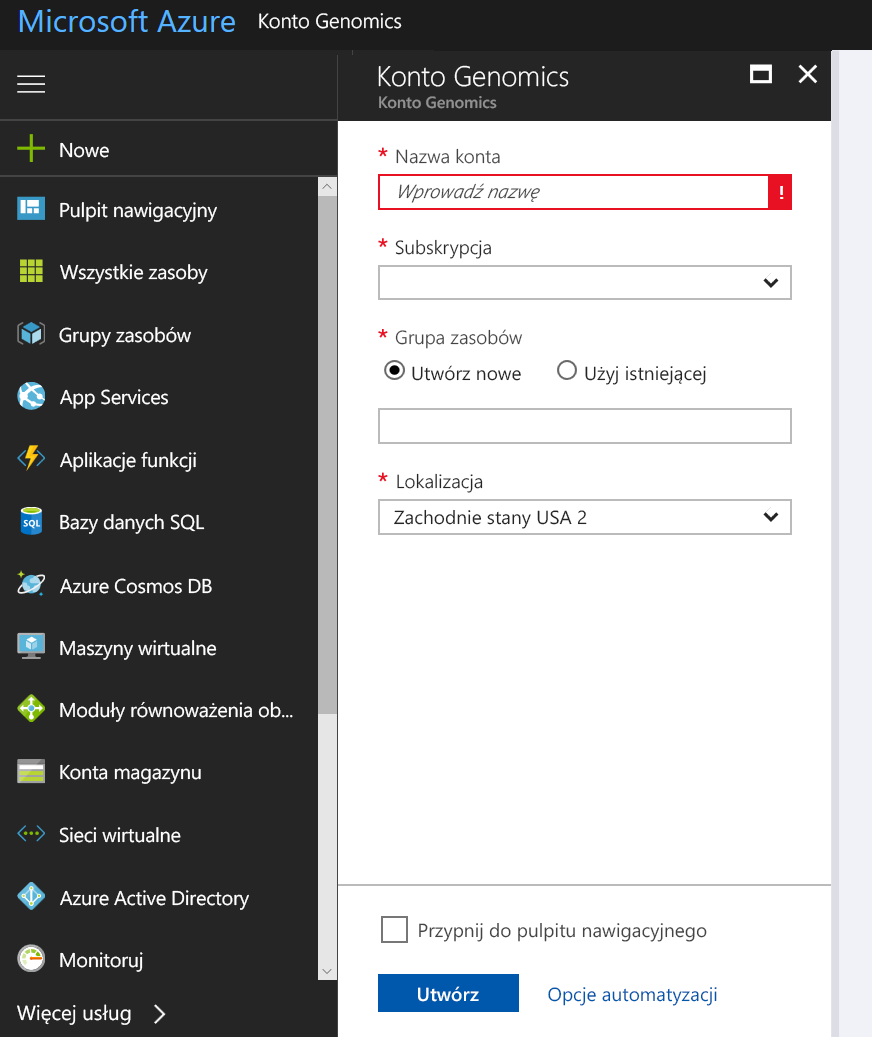 Microsoft Azure Konto Genomics
Nowe
Pulpit nawigacyjny
Wszystkie zasoby
Grupy zasobów
App Services
Aplikacje funkcji
SQL Bazy danych SQL
Azure Cosmos DB
Maszyny wirtualne
Moduły równoważenia ob...
Konta magazynu
Sieci wirtualne
Azure Active Directory
Monitoruj
Więcej usług
Konto Genomics
Konto Genomics
* Nazwa konta
Wprowadź nazwę !
* Subskrypcja
* Grupa zasobów
Utwórz nowe Użyj istniejącej
* Lokalizacja
Zachodnie stany USA 2
Przypnij do pulpitu nawigacyjnego
Utwórz Opcje automatyzacji